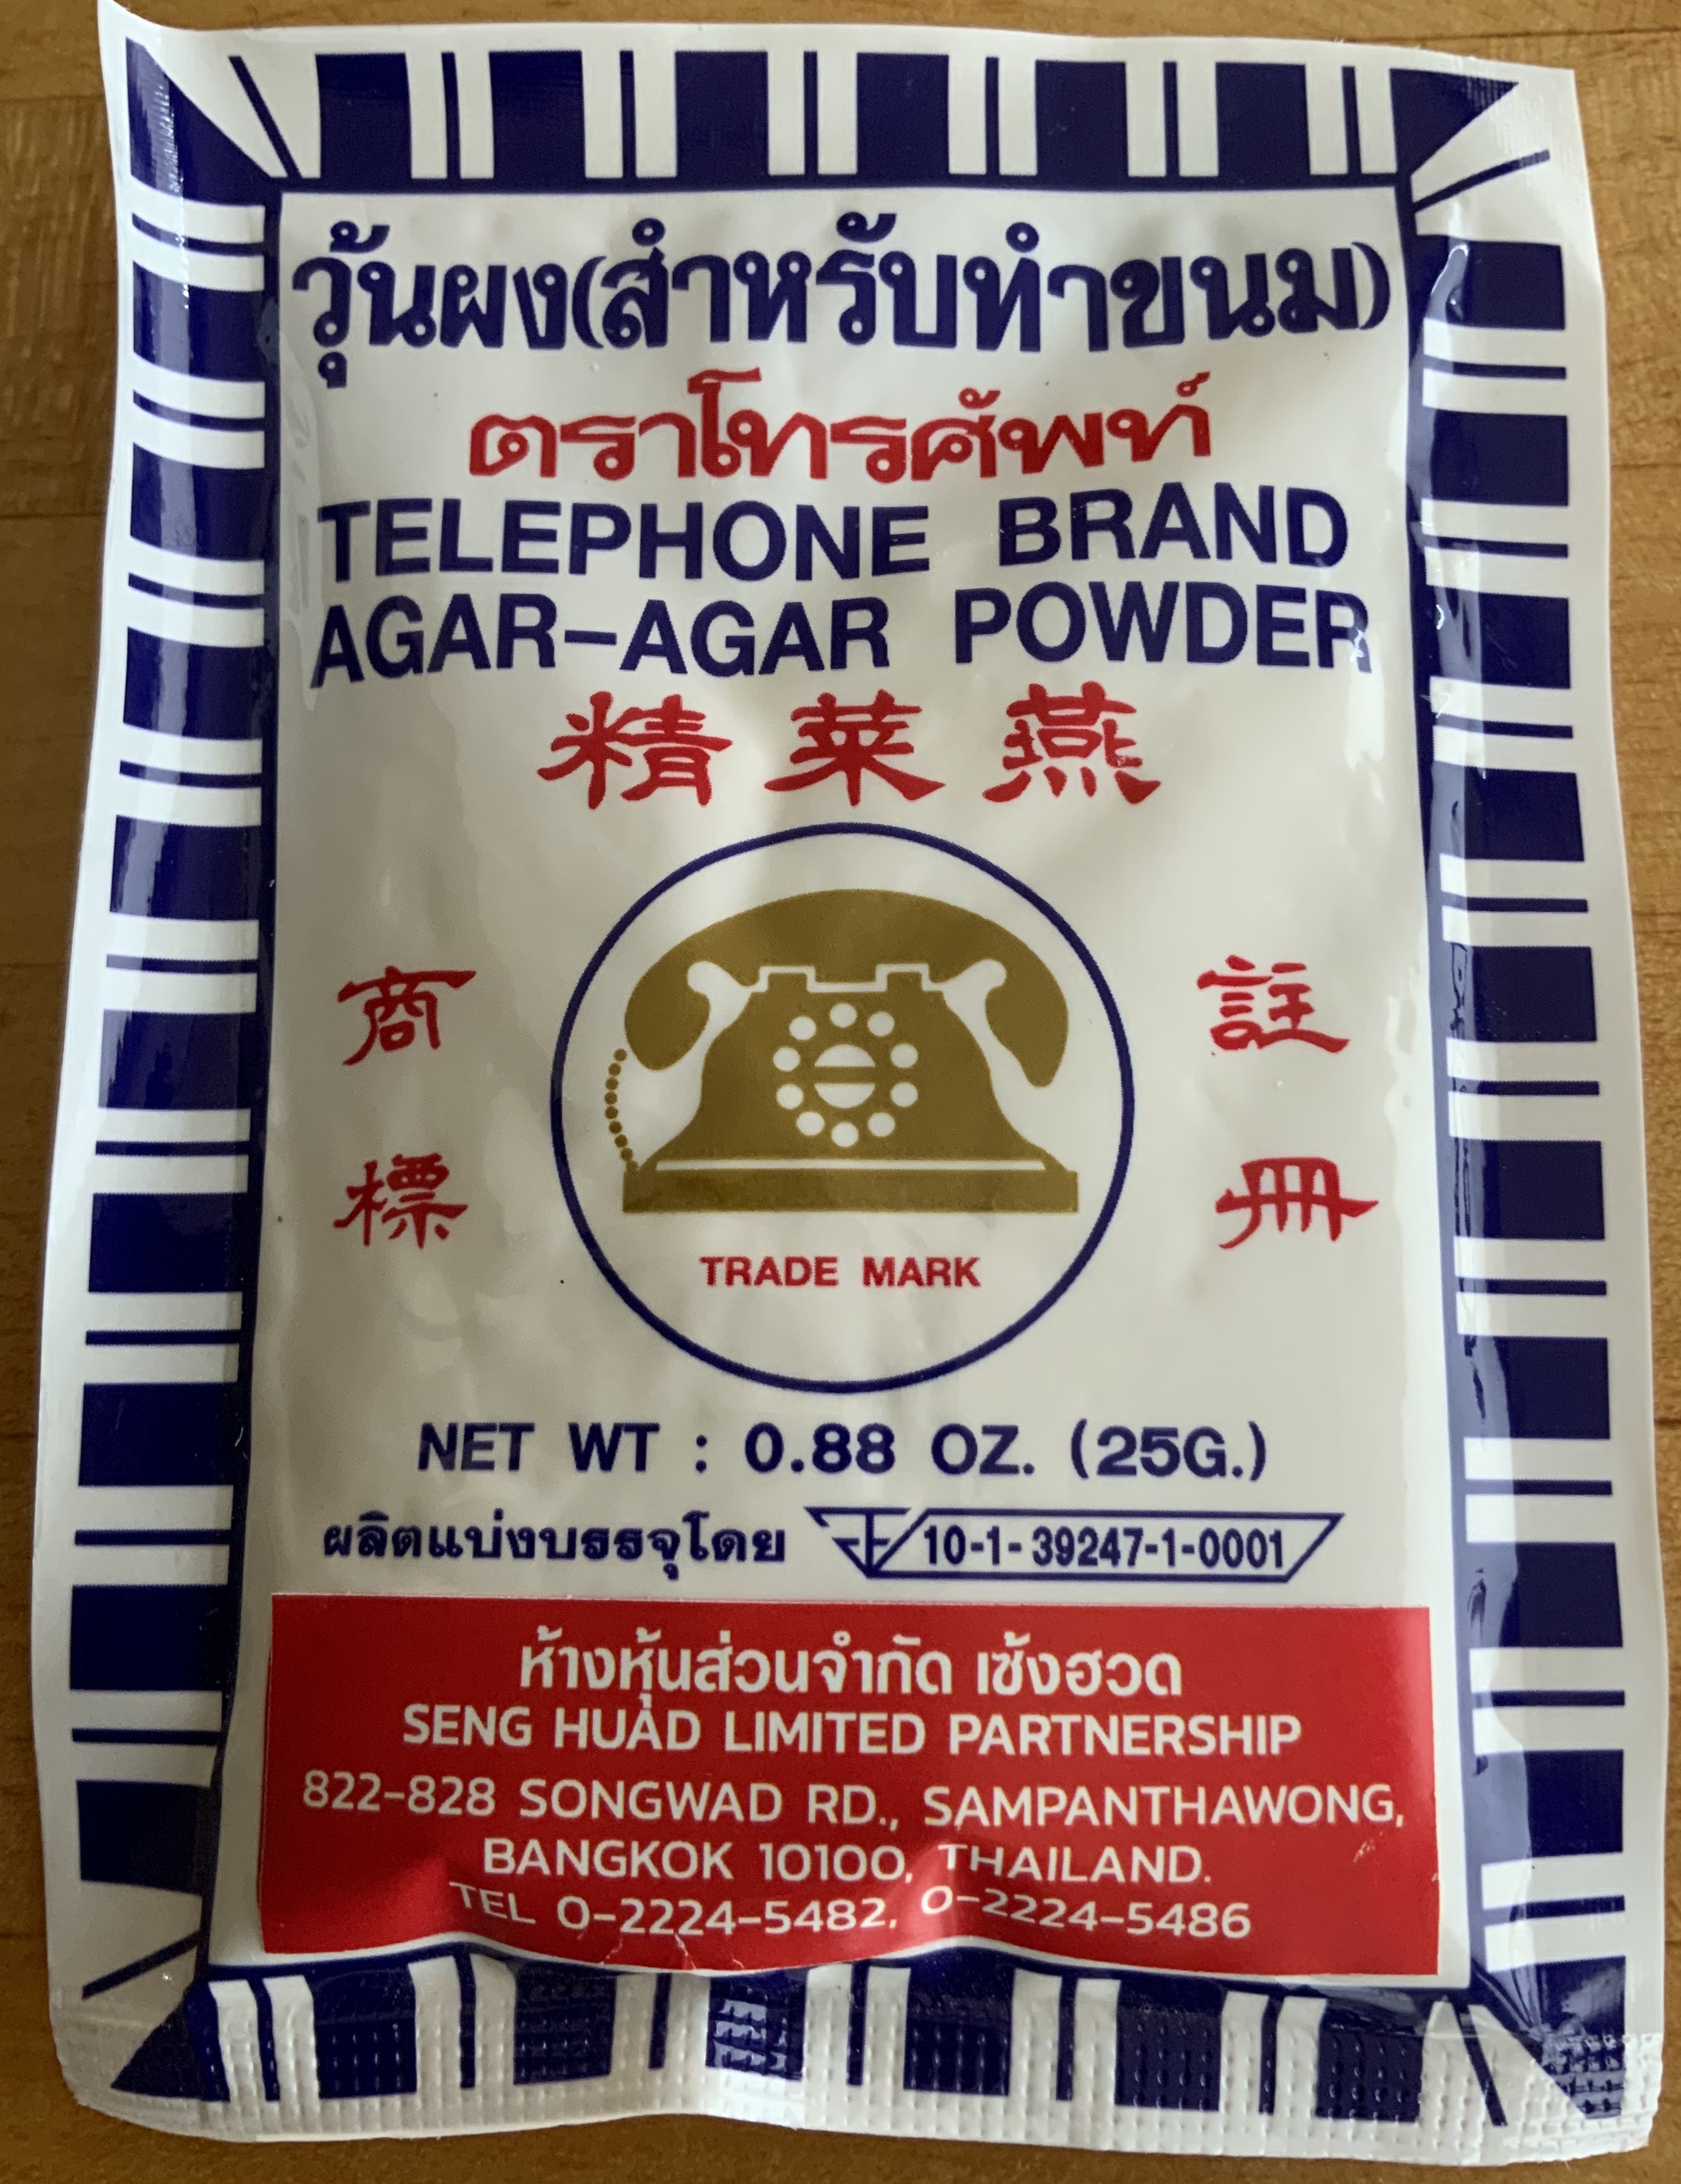 วุ้นผง(สำหรับทำขนม)
ตราโทรศัพท์
TELEPHONE BRAND
AGAR-AGAR POWDER
精菜燕
商 註
標 冊
TRADE MARK
NET WT : 0.88 OZ. (25G.)
ผลิตแบ่งบรรจุโดย 10-1-39247-1-0001
ห้างหุ้นส่วนจำกัด เซ้งฮวด
SENG HUAD LIMITED PARTNERSHIP
822-828 SONGWAD RD., SAMPANTHAWONG,
BANGKOK 10100, THAILAND.
TEL 0-2224-5482, 0-2224-5486